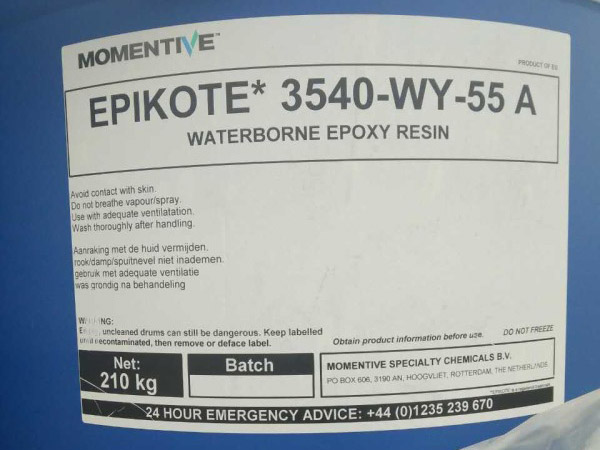 MOMENTIVE™
PRODUCT OF
EPIKOTE* 3540-WY-55 A
WATERBORNE EPOXY RESIN
Avoid contact with skin.
Do not breathe vapour/spray.
Use with adequate ventilatation.
Wash thoroughly after handling.
Aanraking met de huid vermijden.
rook/damp/spuitnevel niet inademen.
gebruik met adequate ventilatie
was grondig na behandeling
uncleaned drums can still be dangerous. Keep labelled
decontaminated, then remove or deface label.
Obtain product information before use.
DO NOT FREEZE
Net:
210 kg
Batch
MOMENTIVE SPECIALTY CHEMICALS B.V.
PO BOX 606, 3190 AN, HOOGVLIET, ROTTERDAM, THE NETHERLANDS
24 HOUR EMERGENCY ADVICE: +44 (0)1235 239 670